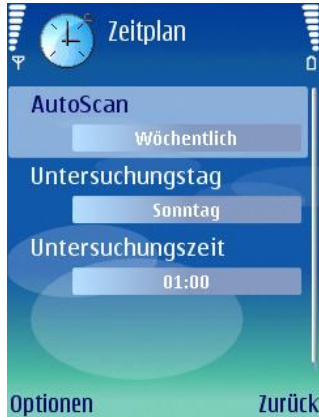 Zeitplan
AutoScan
Wöchentlich
Untersuchungstag
Sonntag
Untersuchungszeit
01:00
Optionen Zurück